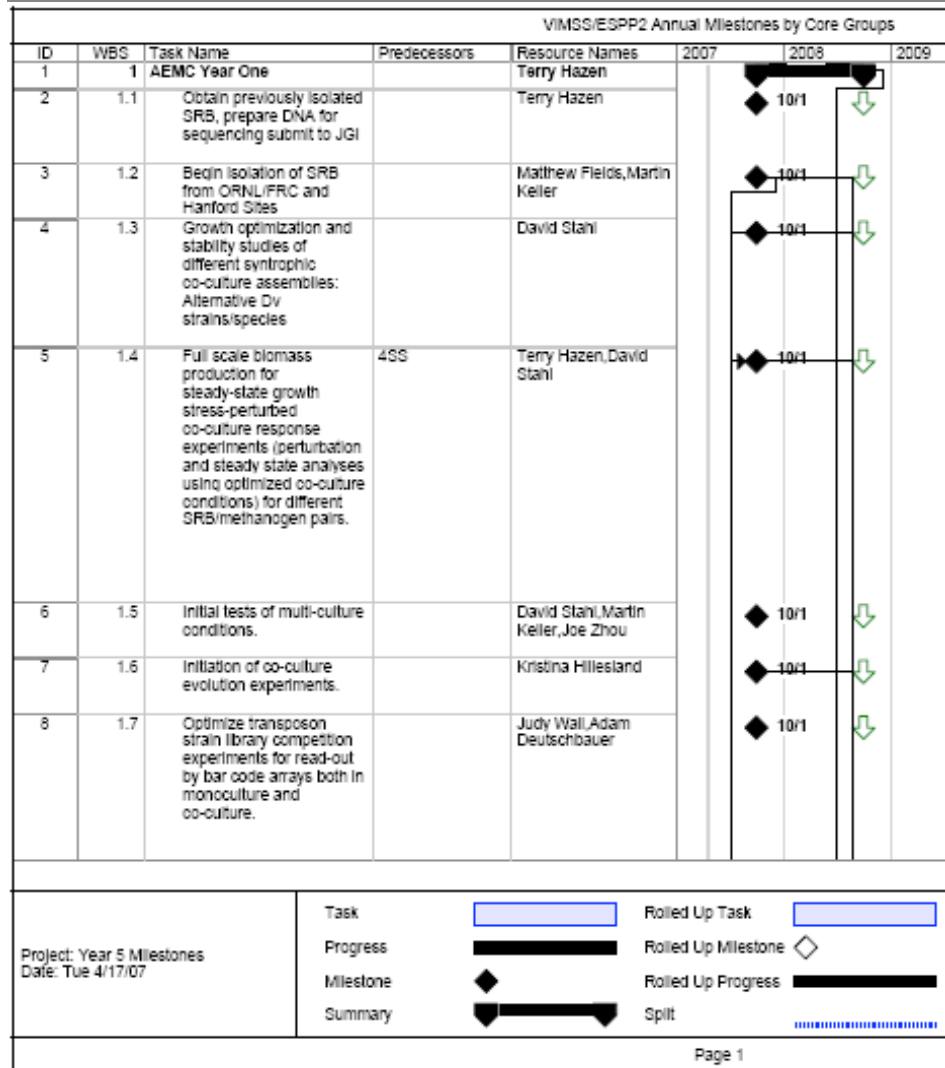 VIMSS/ESPP2 Annual Milestones by Core Groups
ID WBS Task Name Predecessors Resource Names 2007 2008 2009
1 1 AEMC Year One Terry Hazen
2 1.1 Obtain previously isolated Terry Hazen 10/1
SRB, prepare DNA for
sequencing submit to JGI
3 1.2 Begin isolation of SRB Matthew Fields,Martin 10/1
from ORNL/FRC and Keller
Hanford Sites
4 1.3 Growth optimization and David Stahl 10/1
stability studies of
different syntrophic
co-culture assemblies:
Alternative Dv
strains/species
5 1.4 Full scale biomass 4SS Terry Hazen,David 10/1
production for Stahl
steady-state growth
stress-perturbed
co-culture response
experiments (perturbation
and steady state analyses
using optimized co-culture
conditions) for different
SRB/methanogen pairs.
6 1.5 Initial tests of multi-culture David Stahl,Martin 10/1
conditions. Keller,Joe Zhou
7 1.6 Initiation of co-culture Kristina Hillesland 10/1
evolution experiments.
8 1.7 Optimize transposon Judy Wall,Adam 10/1
strain library competition Deutschbauer
experiments for read-out
by bar code arrays both in
monoculture and
co-culture.
Project: Year 5 Milestones
Date: Tue 4/17/07
Task Rolled Up Task
Progress Rolled Up Milestone
Milestone Rolled Up Progress
Summary Split
Page 1